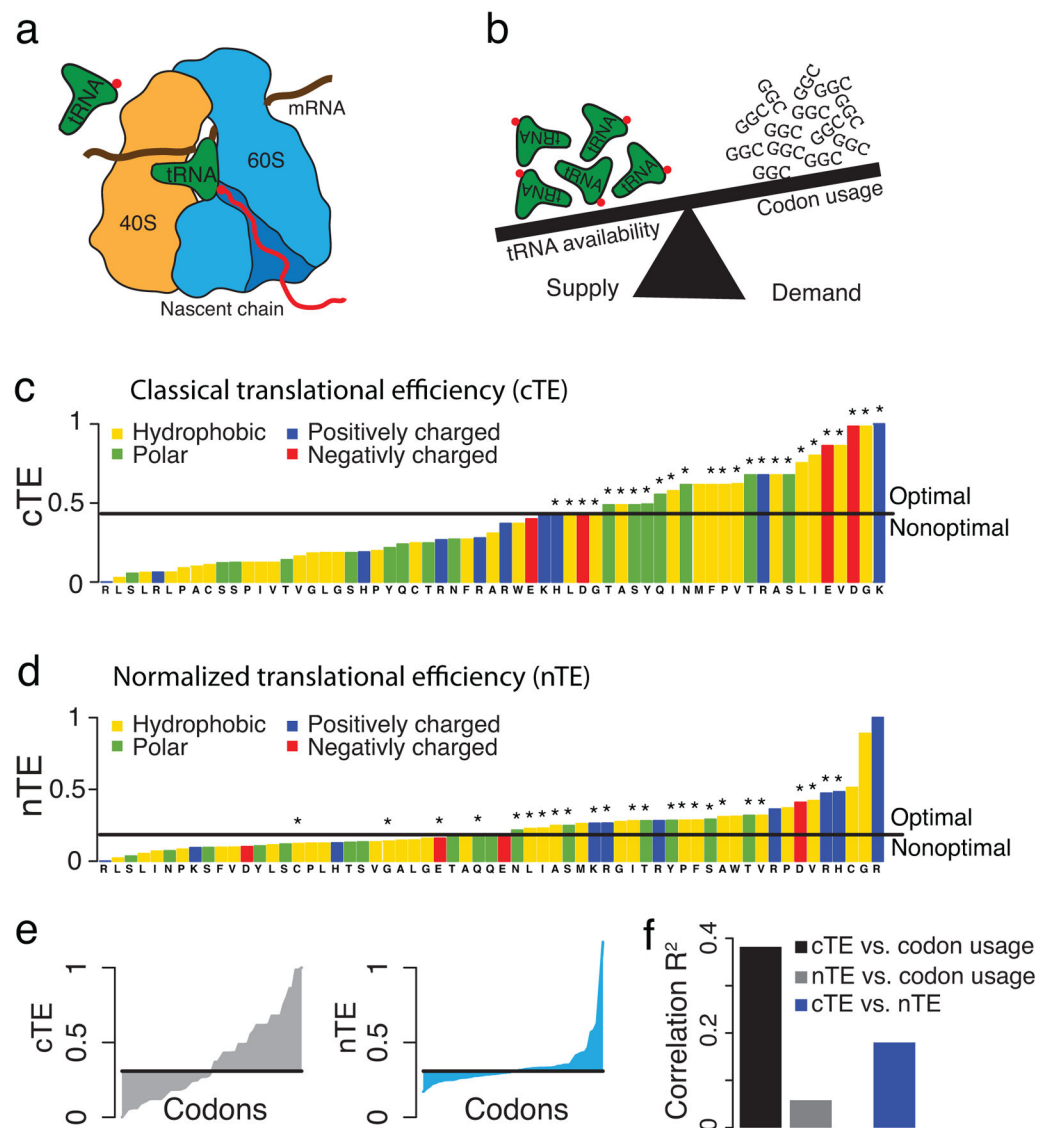 a
tRNA
mRNA
60S
tRNA
40S
Nascent chain
b
tRNA
tRNA
tRNA
tRNA
tRNA
GGC
GGC
GGC
GGC
GGC
GGC
GGC
GGC
GGC
GGC
GGC
GGC
GGC
GGC
Codon usage
tRNA availability
Supply
Demand
c
Classical translational efficiency (cTE)
Hydrophobic
Positively charged
Polar
Negativly charged
cTE
1
0.5
0
Optimal
Nonoptimal
R L S L R L P A C S S P I V T V G L G S H P Y Q C T R N F R A R W E K H L D G T A S Y Q I N M F P V T R A S L I E V D G K
d
Normalized translational efficiency (nTE)
Hydrophobic
Positively charged
Polar
Negativly charged
nTE
1
0.5
0
Optimal
Nonoptimal
R L S L I N P K S F V D Y L S C P L H T S V G A L G E T A Q Q E N L I A S M K R G I T R Y P F S A W T V R P D V R H C G R
e
cTE
1
0.5
0
Codons
nTE
1
0.5
0
Codons
f
Correlation R²
0.4
0.2
0
cTE vs. codon usage
nTE vs. codon usage
cTE vs. nTE